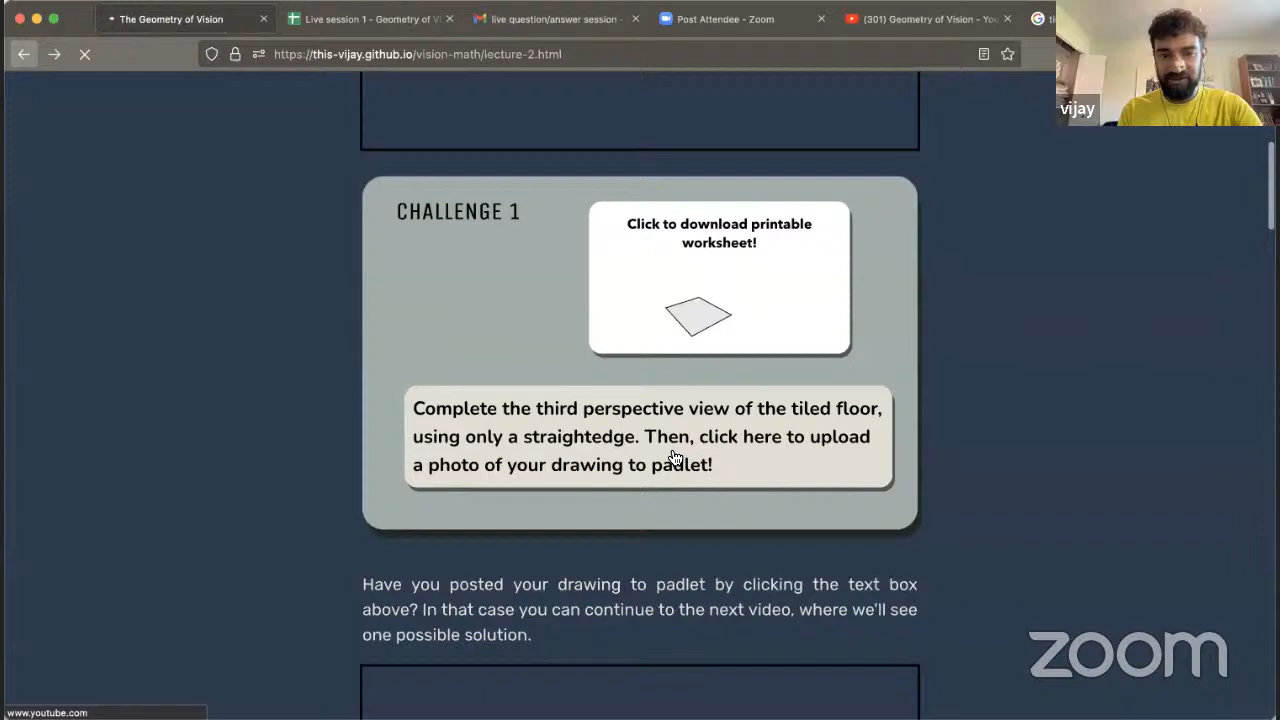 The Geometry of Vision
Live session 1 - Geometry of Vi
live question/answer session -
Post Attendee - Zoom
(301) Geometry of Vision - You
https://this-vijay.github.io/vision-math/lecture-2.html
vijay
CHALLENGE 1
Click to download printable
worksheet!
Complete the third perspective view of the tiled floor,
using only a straightedge. Then, click here to upload
a photo of your drawing to padlet!
Have you posted your drawing to padlet by clicking the text box
above? In that case you can continue to the next video, where we'll see
one possible solution.
zoom
www.youtube.com